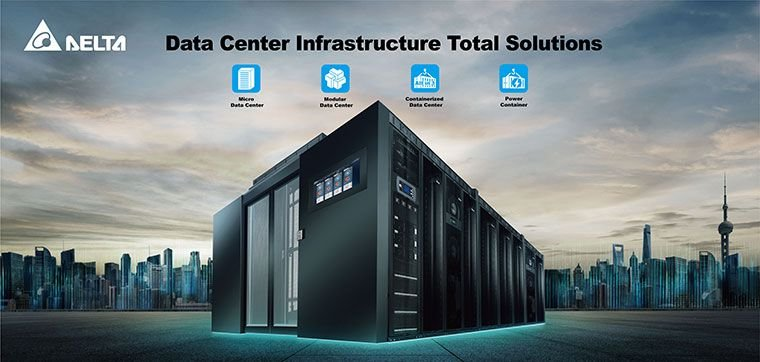 DELTA
Data Center Infrastructure Total Solutions
Micro
Data Center
Modular
Data Center
Containerized
Data Center
Power
Container